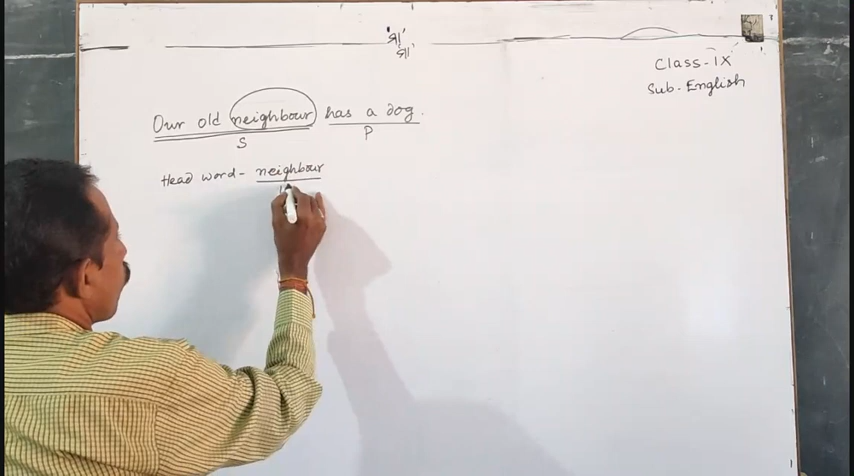 Class-IX
Sub-English
Our old neighbour has a dog.
S P
Head word- neighbour